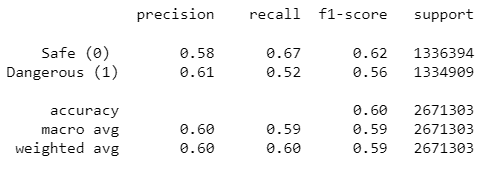 precision recall f1-score support
Safe (0) 0.58 0.67 0.62 1336394
Dangerous (1) 0.61 0.52 0.56 1334909
accuracy 0.60 2671303
macro avg 0.60 0.59 0.59 2671303
weighted avg 0.60 0.60 0.59 2671303